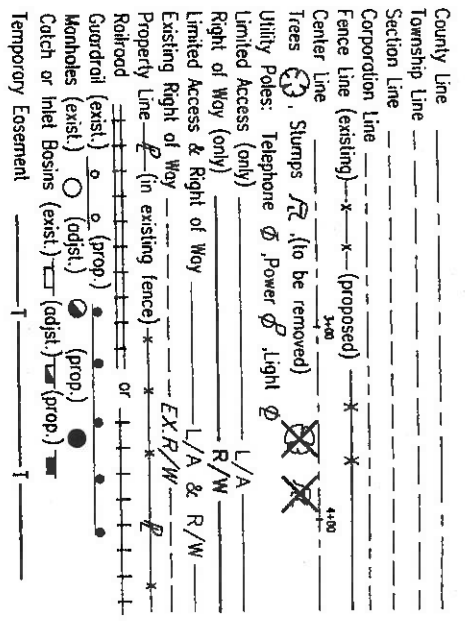 County Line
Township Line
Section Line
Corporation Line
Fence Line (existing) x x (proposed) x x
Center Line 3+00 4+00
Trees , Stumps , (to be removed)
Utility Poles: Telephone , Power , Light
Limited Access (only) L/A
Right of Way (only) R/W
Limited Access & Right of Way L/A & R/W
Existing Right of Way EX. R/W
Property Line ⅊ (in existing fence) x x x ⅊ x
Railroad or
Guardrail (exist.) (prop.)
Manholes (exist.) (adjst.) (prop.)
Catch or Inlet Basins (exist.) (adjst.) (prop.)
Temporary Easement T T